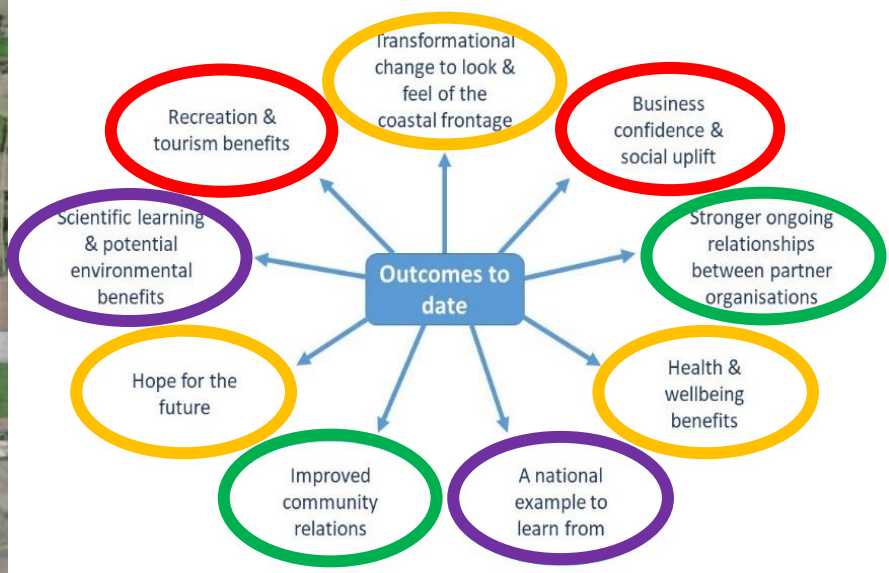 Transformational
change to look &
feel of the
coastal frontage
Business
confidence &
social uplift
Stronger ongoing
relationships
between partner
organisations
Health &
wellbeing
benefits
A national
example to
learn from
Improved
community
relations
Hope for the
future
Scientific learning
& potential
environmental
benefits
Recreation &
tourism benefits
Outcomes to
date